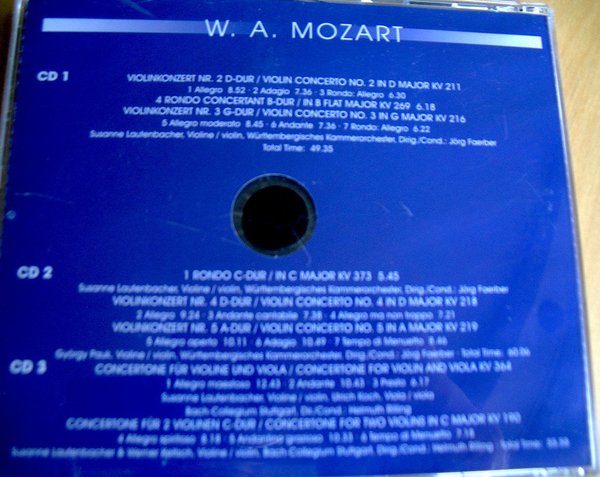 W. A. MOZART
CD 1
VIOLINKONZERT NR. 2 D-DUR / VIOLIN CONCERTO NO. 2 IN D MAJOR KV 211
1 Allegro 8.52 · 2 Adagio 7.36 · 3 Rondo: Allegro 6.30
4 RONDO CONCERTANT B-DUR / IN B FLAT MAJOR KV 269 6.18
VIOLINKONZERT NR. 3 G-DUR / VIOLIN CONCERTO NO. 3 IN G MAJOR KV 216
5 Allegro moderato 8.45 · 6 Andante 7.36 · 7 Rondo: Allegro 6.22
Susanne Lautenbacher, Violine / violin, Württembergisches Kammerorchester, Dirig./Cond.: Jörg Faerber
Total Time: 49.35
CD 2
1 RONDO C-DUR / IN C MAJOR KV 373 5.45
Susanne Lautenbacher, Violine / violin, Württembergisches Kammerorchester, Dirig./Cond.: Jörg Faerber
VIOLINKONZERT NR. 4 D-DUR / VIOLIN CONCERTO NO. 4 IN D MAJOR KV 218
2 Allegro 9.24 · 3 Andante cantabile 7.38 · 4 Allegro ma non troppo 7.21
VIOLINKONZERT NR. 5 A-DUR / VIOLIN CONCERTO NO. 5 IN A MAJOR KV 219
5 Allegro aperto 10.11 · 6 Adagio 10.49 · 7 Tempo di Menuetto 8.46
György Pauk, Violine / violin, Württembergisches Kammerorchester, Dirig./Cond.: Jörg Faerber · Total Time: 60.06
CD 3
CONCERTONE FÜR VIOLINE UND VIOLA / CONCERTONE FOR VIOLIN AND VIOLA KV 364
1 Allegro maestoso 12.43 · 2 Andante 10.43 · 3 Presto 6.17
Susanne Lautenbacher, Violine / violin, Ulrich Koch, Viola / viola
Bach-Collegium Stuttgart, Helmuth Rilling
CONCERTONE FÜR 2 VIOLINEN C-DUR / CONCERTONE FOR TWO VIOLINS IN C MAJOR KV 190
4 Allegro spiritoso 8.18 · 5 Andantino grazioso 10.33 · 6 Tempo di Menuetto 7.18
Susanne Lautenbacher & Werner Violine / violin, Bach-Collegium Stuttgart, Dirig./Cond.: Helmuth Rilling · Total Time: